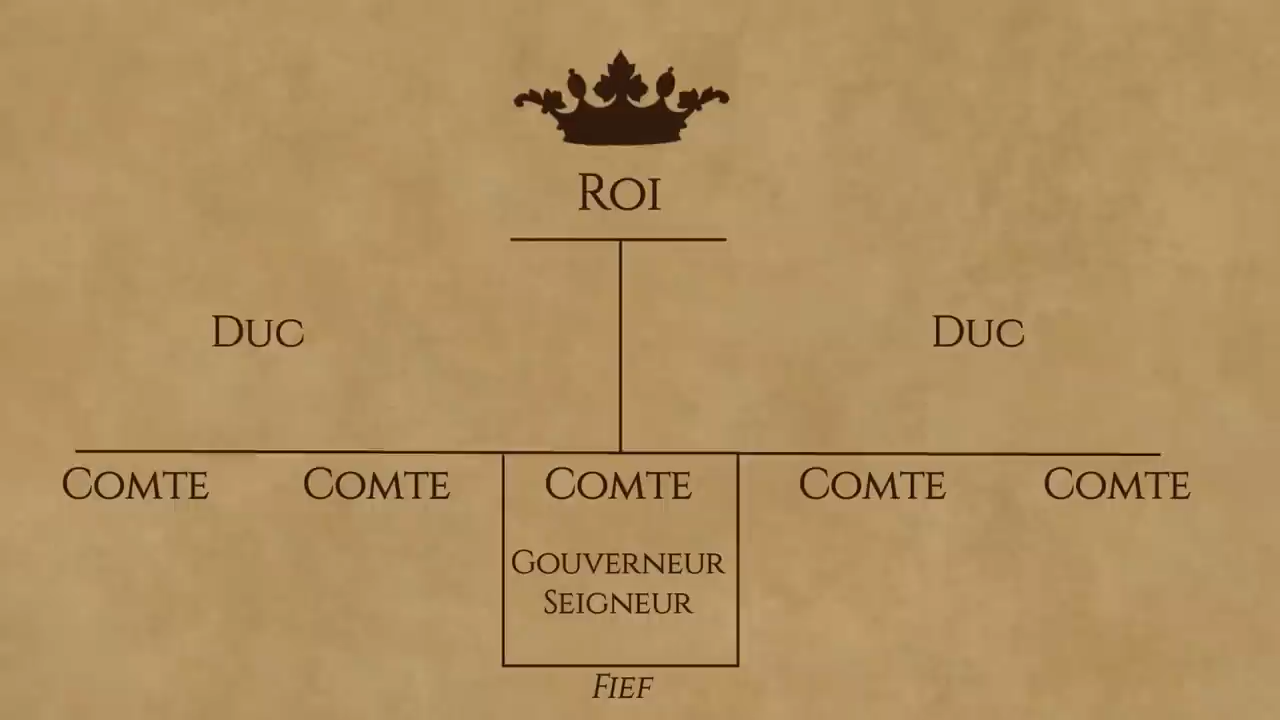 Roi
Duc Duc
Comte Comte Comte Comte Comte
Gouverneur
Seigneur
Fief